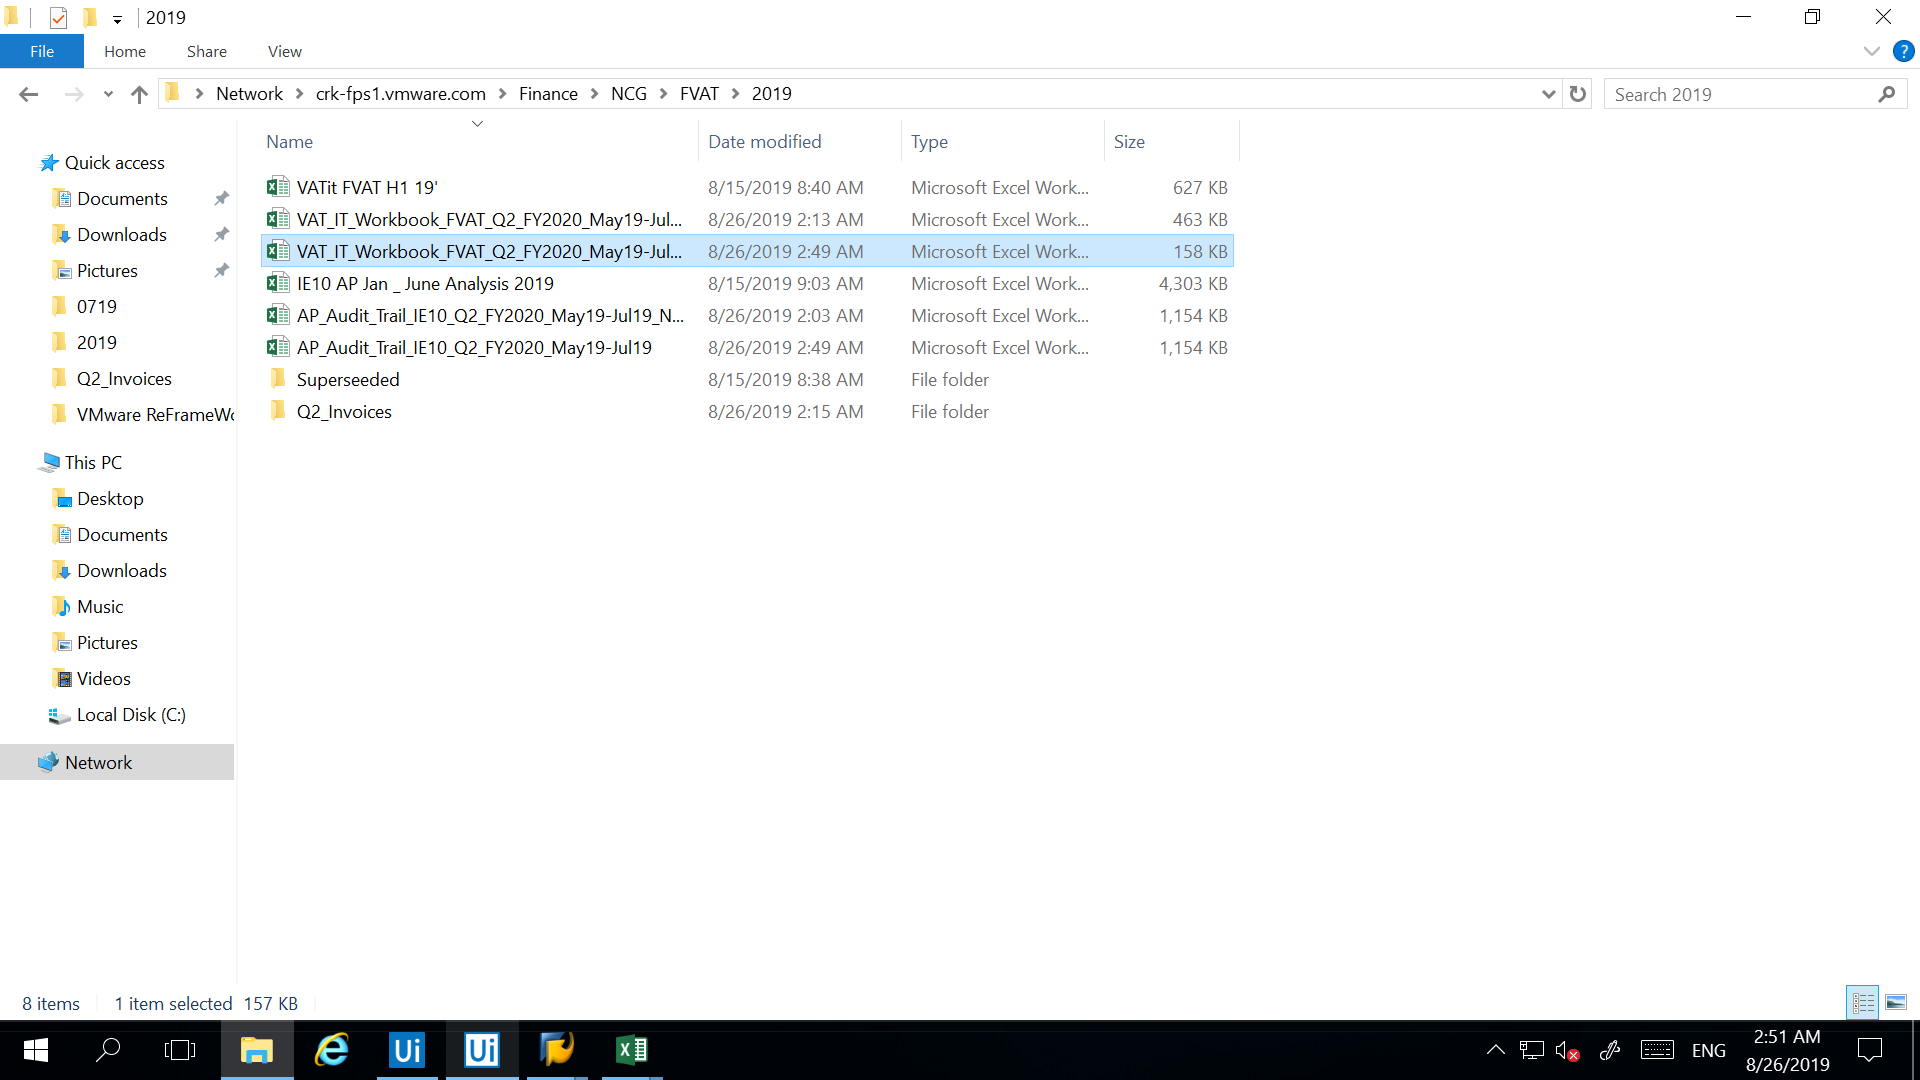 2019
File Home Share View
Network crk-fps1.vmware.com Finance NCG FVAT 2019
Search 2019
Name Date modified Type Size
Quick access
Documents
Downloads
Pictures
0719
2019
Q2_Invoices
VMware ReFrameWo
This PC
Desktop
Documents
Downloads
Music
Pictures
Videos
Local Disk (C:)
Network
VATit FVAT H1 19' 8/15/2019 8:40 AM Microsoft Excel Work... 627 KB
VAT_IT_Workbook_FVAT_Q2_FY2020_May19-Jul... 8/26/2019 2:13 AM Microsoft Excel Work... 463 KB
VAT_IT_Workbook_FVAT_Q2_FY2020_May19-Jul... 8/26/2019 2:49 AM Microsoft Excel Work... 158 KB
IE10 AP Jan _ June Analysis 2019 8/15/2019 9:03 AM Microsoft Excel Work... 4,303 KB
AP_Audit_Trail_IE10_Q2_FY2020_May19-Jul19_N... 8/26/2019 2:03 AM Microsoft Excel Work... 1,154 KB
AP_Audit_Trail_IE10_Q2_FY2020_May19-Jul19 8/26/2019 2:49 AM Microsoft Excel Work... 1,154 KB
Superseeded 8/15/2019 8:38 AM File folder
Q2_Invoices 8/26/2019 2:15 AM File folder
8 items 1 item selected 157 KB
Ui Ui
ENG
2:51 AM
8/26/2019